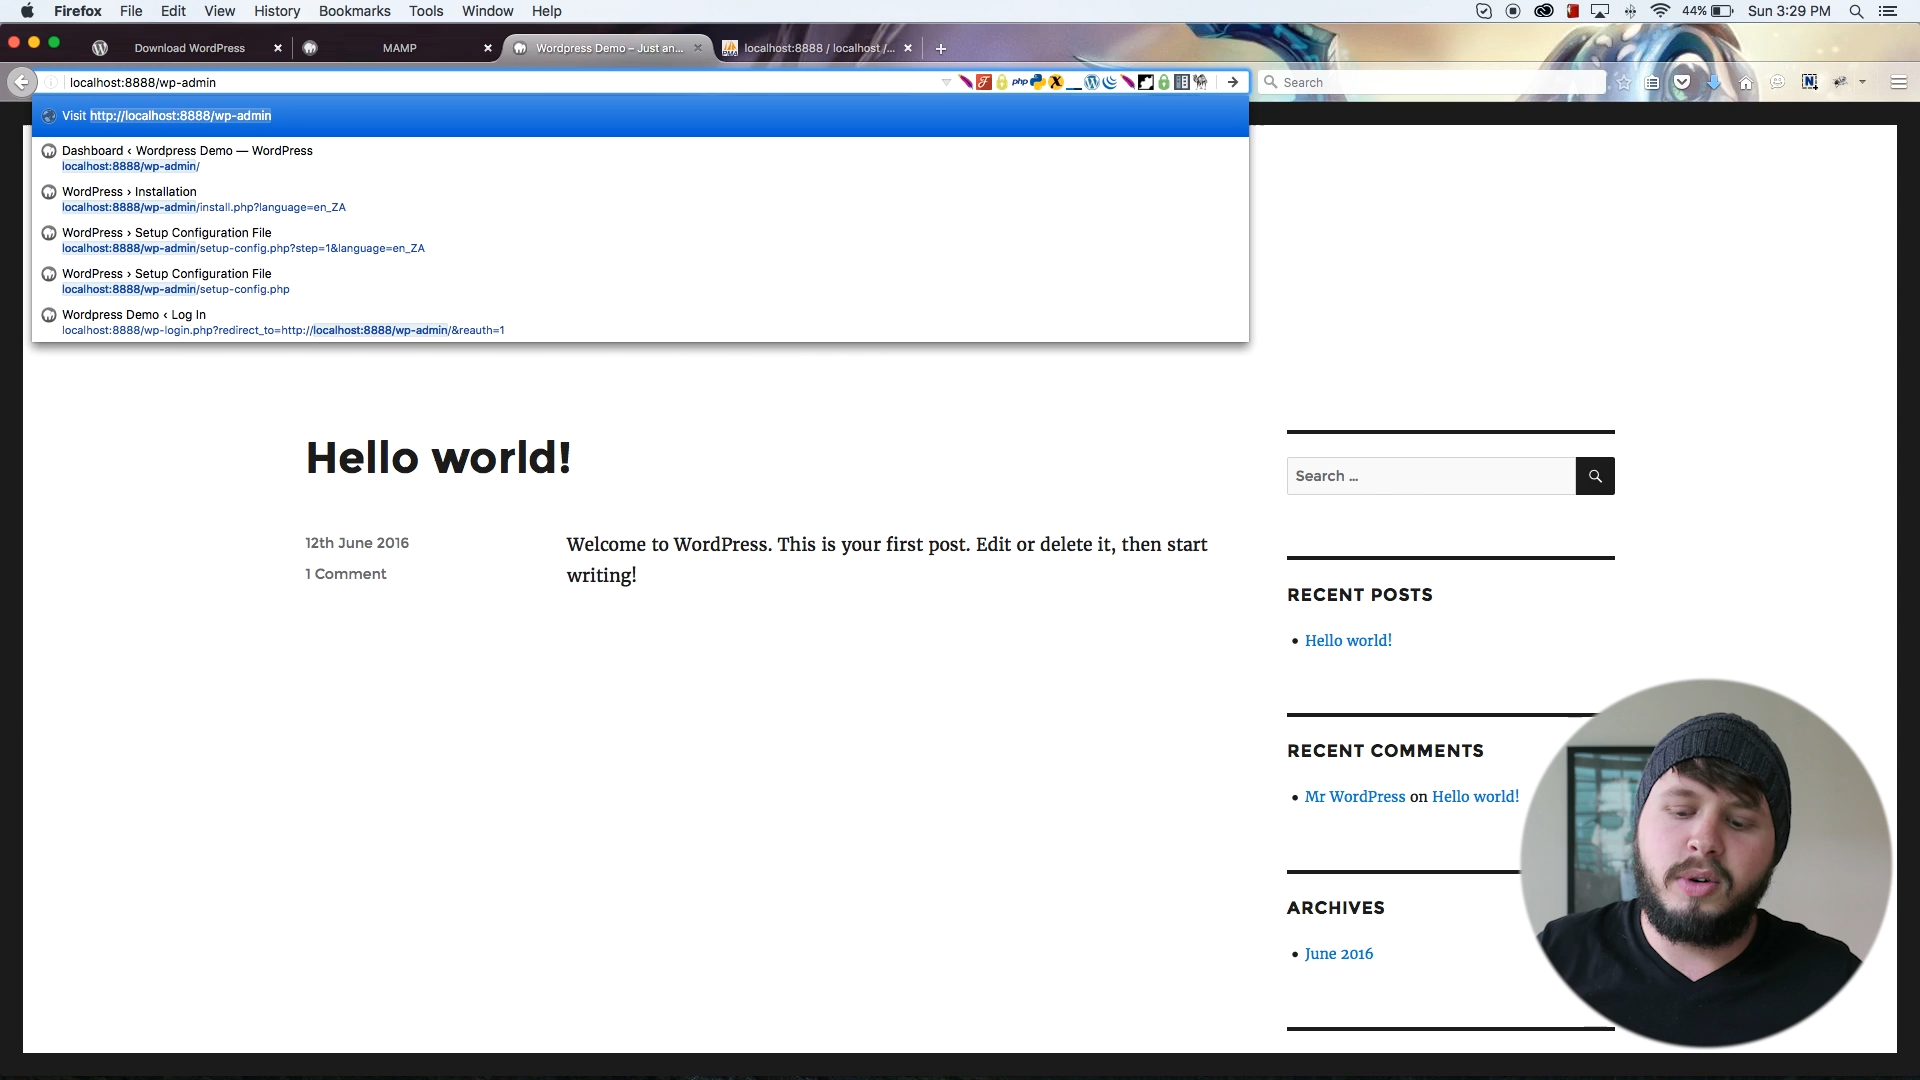 Firefox File Edit View History Bookmarks Tools Window Help 44% Sun 3:29 PM
Download WordPress MAMP Wordpress Demo – Just an... localhost:8888 / localhost /...
localhost:8888/wp-admin php Search
Visit http://localhost:8888/wp-admin
Dashboard ‹ Wordpress Demo — WordPress
localhost:8888/wp-admin/
WordPress › Installation
localhost:8888/wp-admin/install.php?language=en_ZA
WordPress › Setup Configuration File
localhost:8888/wp-admin/setup-config.php?step=1&language=en_ZA
WordPress › Setup Configuration File
localhost:8888/wp-admin/setup-config.php
Wordpress Demo ‹ Log In
localhost:8888/wp-login.php?redirect_to=http://localhost:8888/wp-admin/&reauth=1
Hello world!
12th June 2016
1 Comment
Welcome to WordPress. This is your first post. Edit or delete it, then start
writing!
Search …
RECENT POSTS
Hello world!
RECENT COMMENTS
Mr WordPress on Hello world!
ARCHIVES
June 2016